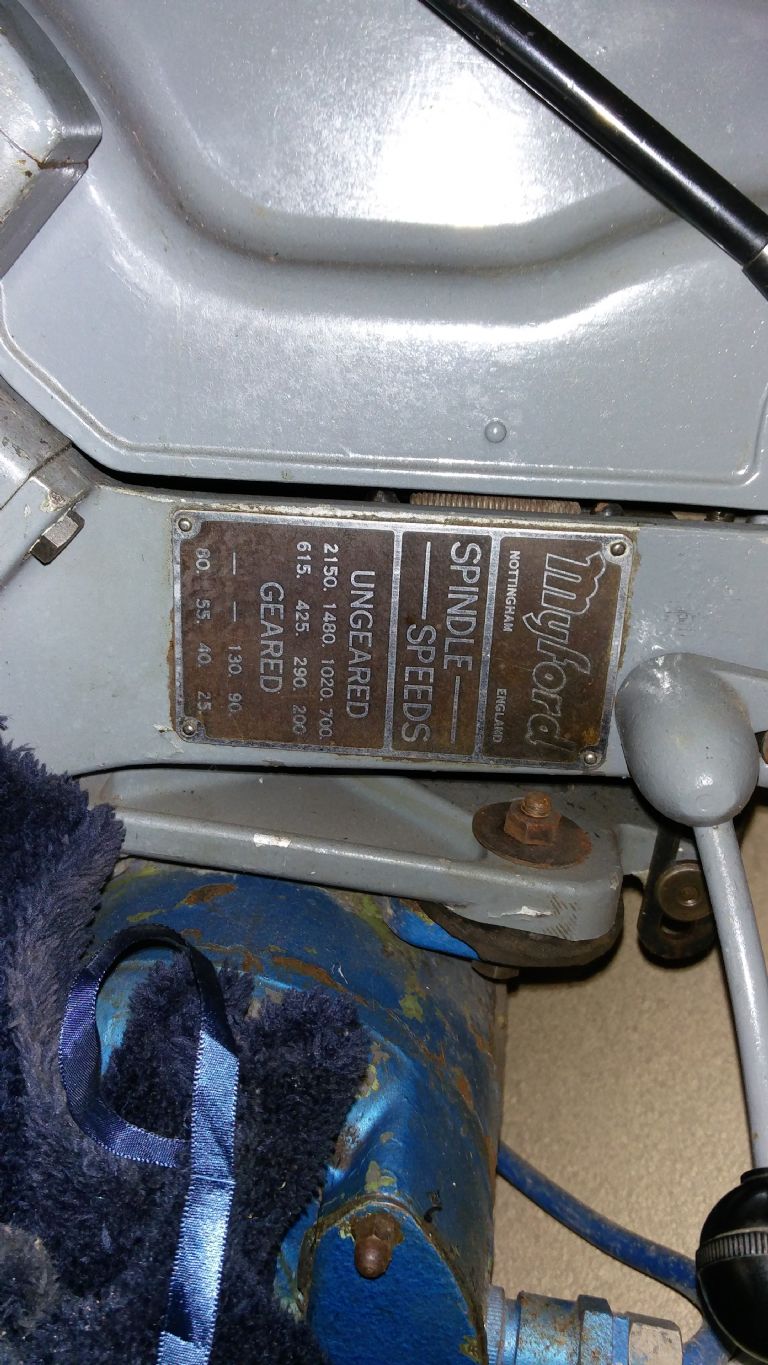 Myford
NOTTINGHAM ENGLAND
SPINDLE —
— SPEEDS
UNGEARED
2150. 1480. 1020. 700.
615. 425. 290. 200
GEARED
— — 130. 90.
80. 55. 40. 25.